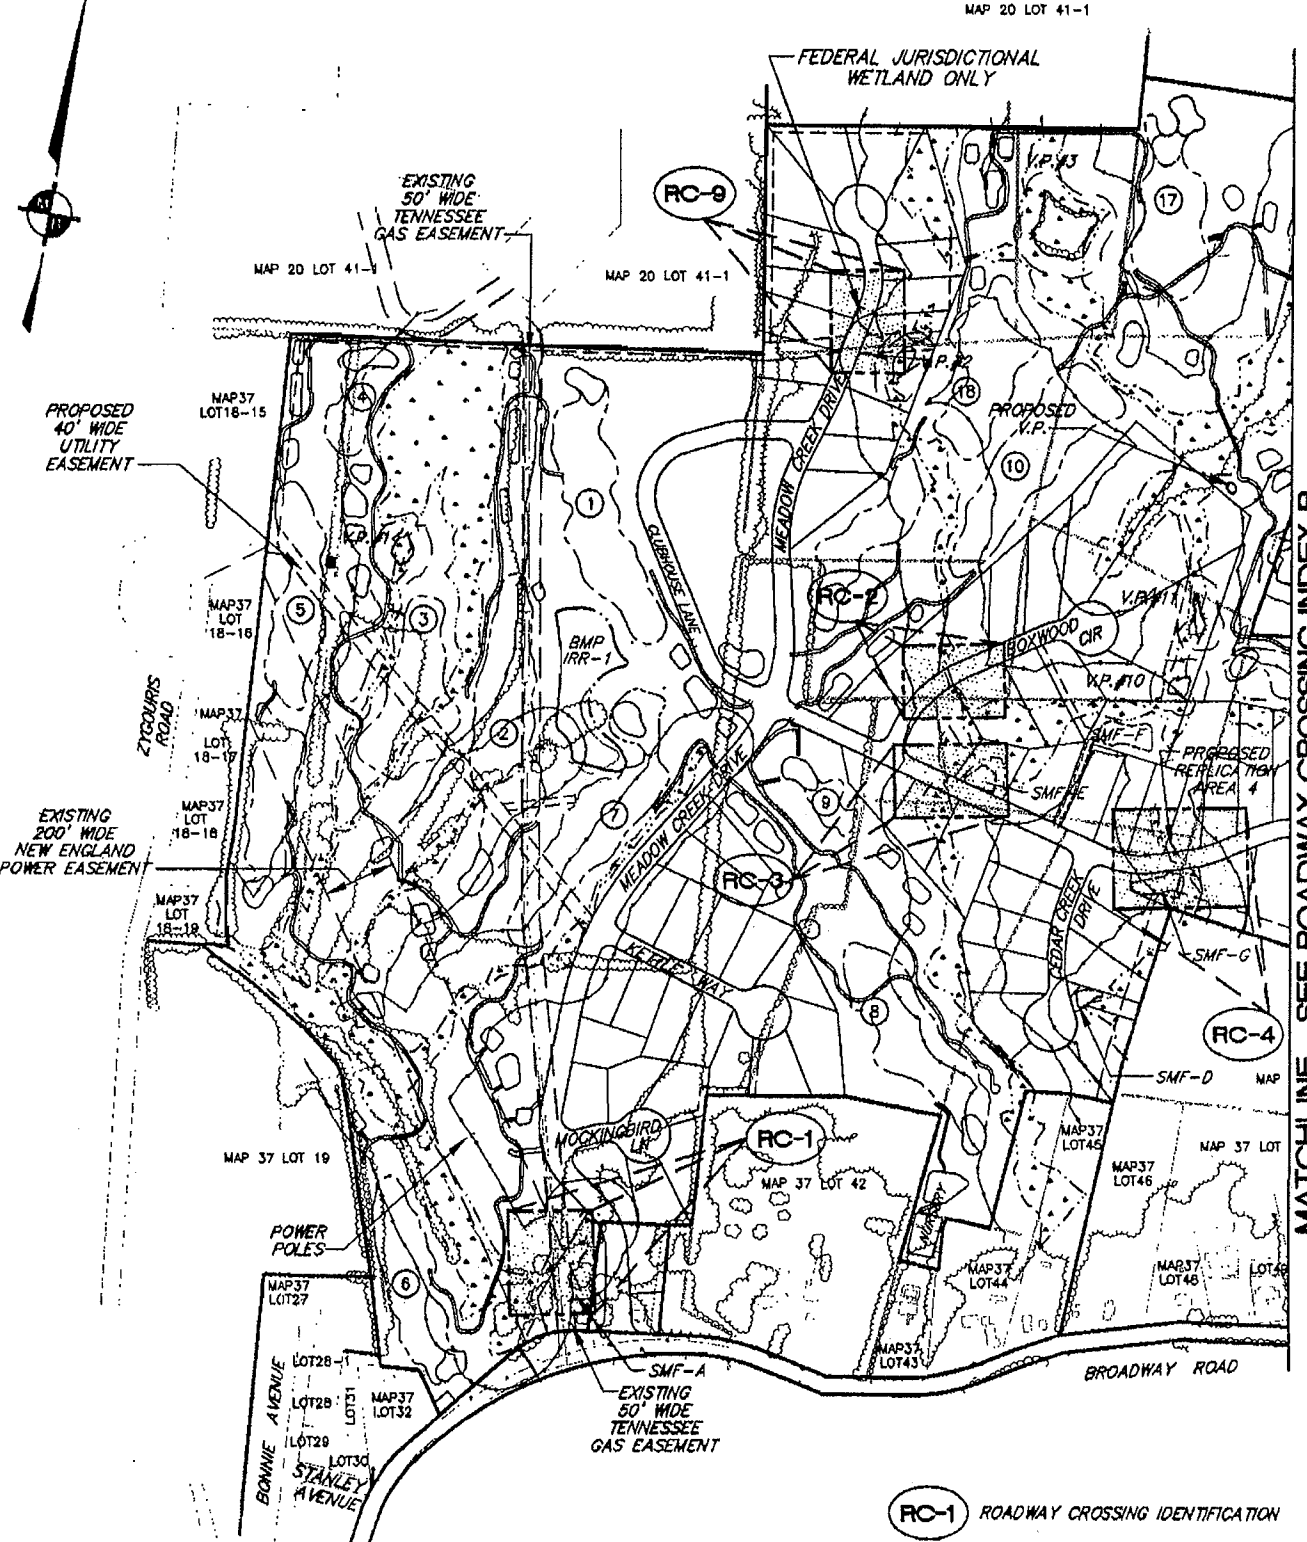 MAP 20 LOT 41-1
FEDERAL JURISDICTIONAL
WETLAND ONLY
EXISTING
50' WIDE
TENNESSEE
GAS EASEMENT
RC-9
V.P. #3
17
MAP 20 LOT 41-1
MAP 20 LOT 41-1
MAP37
LOT18-15
4
PROPOSED
40' WIDE
UTILITY
EASEMENT
V.P. #2
18
PROPOSED
V.P.
10
1
MEADOW CREEK DRIVE
CLUBHOUSE LANE
MAP37
LOT
18-16
5
3
RC-2
V.P. #11
BOXWOOD
CIR
BMP
IRR-1
V.P. #10
ZYGOURIS
ROAD
MAP37
LOT
18-17
2
SMF-F
PROPOSED
REPLICATION
AREA 4
SMF-E
MAP37
LOT
18-18
7
9
EXISTING
200' WIDE
NEW ENGLAND
POWER EASEMENT
MEADOW CREEK DRIVE
RC-3
MAP37
LOT
18-19
CEDAR CREEK
DRIVE
SMF-G
WAY
8
RC-4
SMF-D
MAP
MATCHLINE SEE ROADWAY CROSSING INDEX B
MOCKINGBIRD
LN
RC-1
MAP37
LOT45
MAP 37 LOT
MAP 37 LOT 19
MAP 37 LOT 42
MAP37
LOT46
POWER
POLES
MAP37
LOT27
6
MAP37
LOT44
MAP37
LOT48
MAP37
LOT43
BROADWAY ROAD
SMF-A
EXISTING
50' WIDE
TENNESSEE
GAS EASEMENT
LOT28-1
LOT28
LOT31
MAP37
LOT32
LOT29
LOT30
BONNIE AVENUE
STANLEY
AVENUE
RC-1 ROADWAY CROSSING IDENTIFICATION